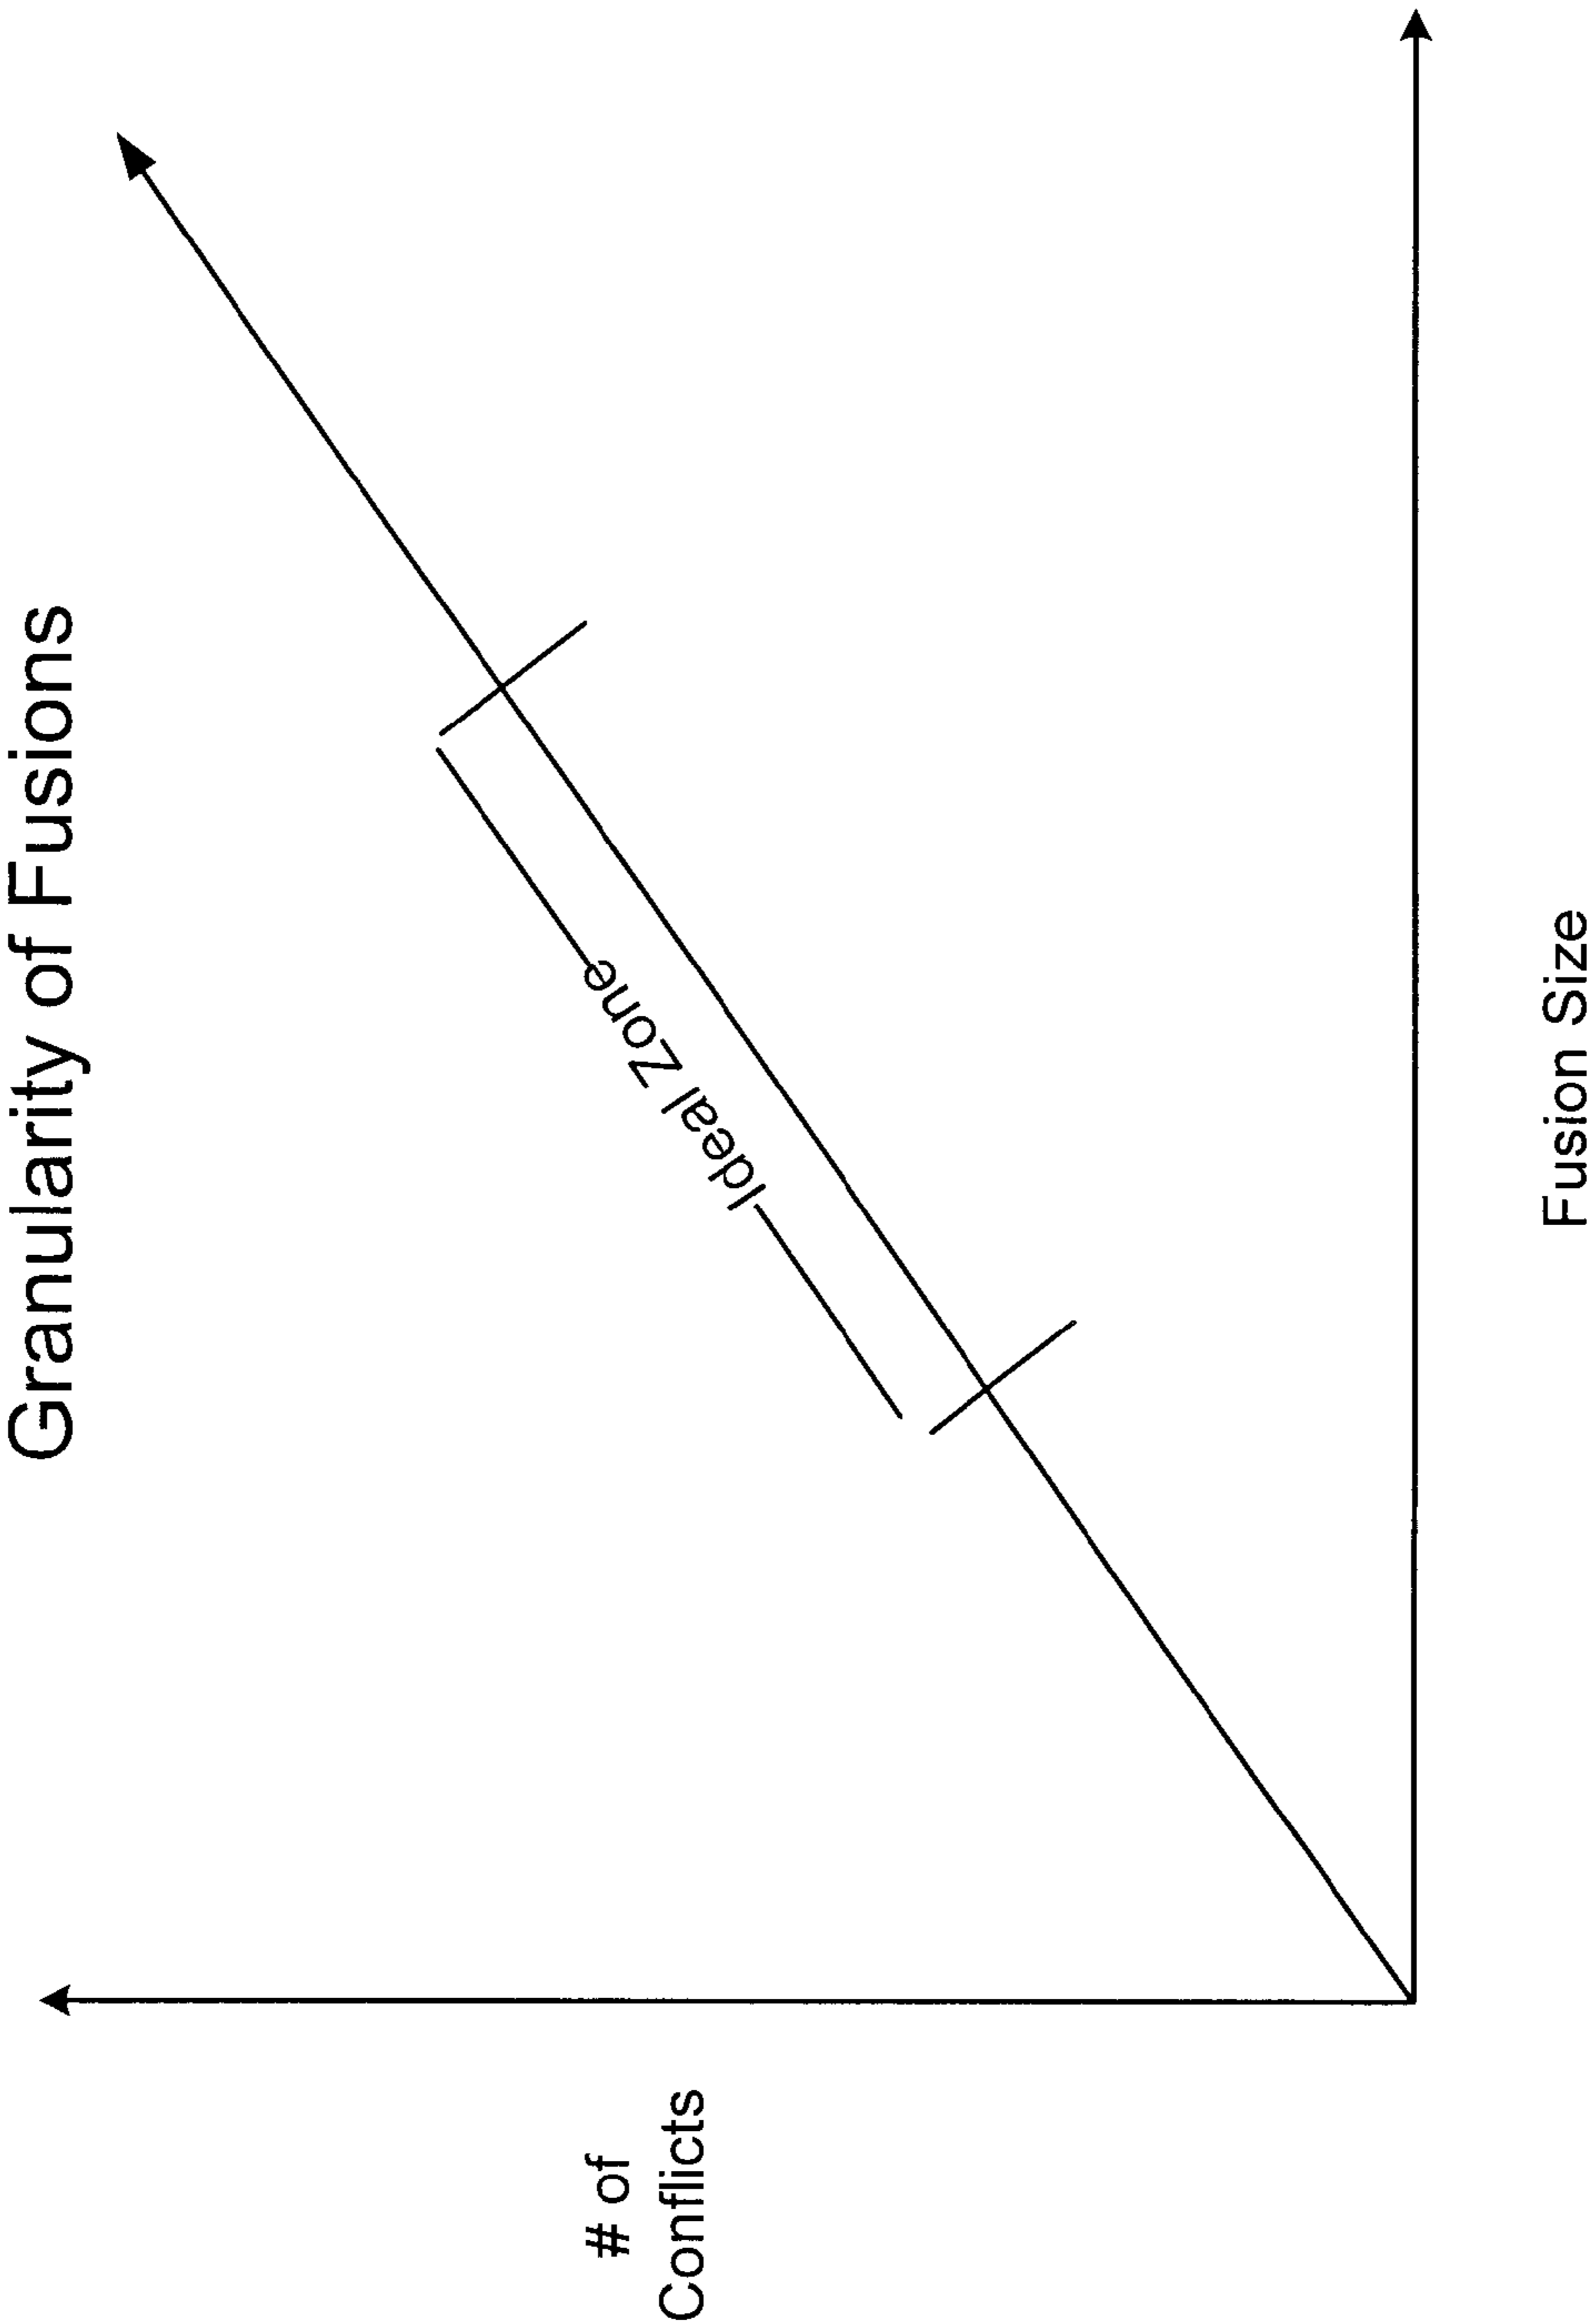 Granularity of Fusions
# of
Conflicts
Ideal Zone
Fusion Size